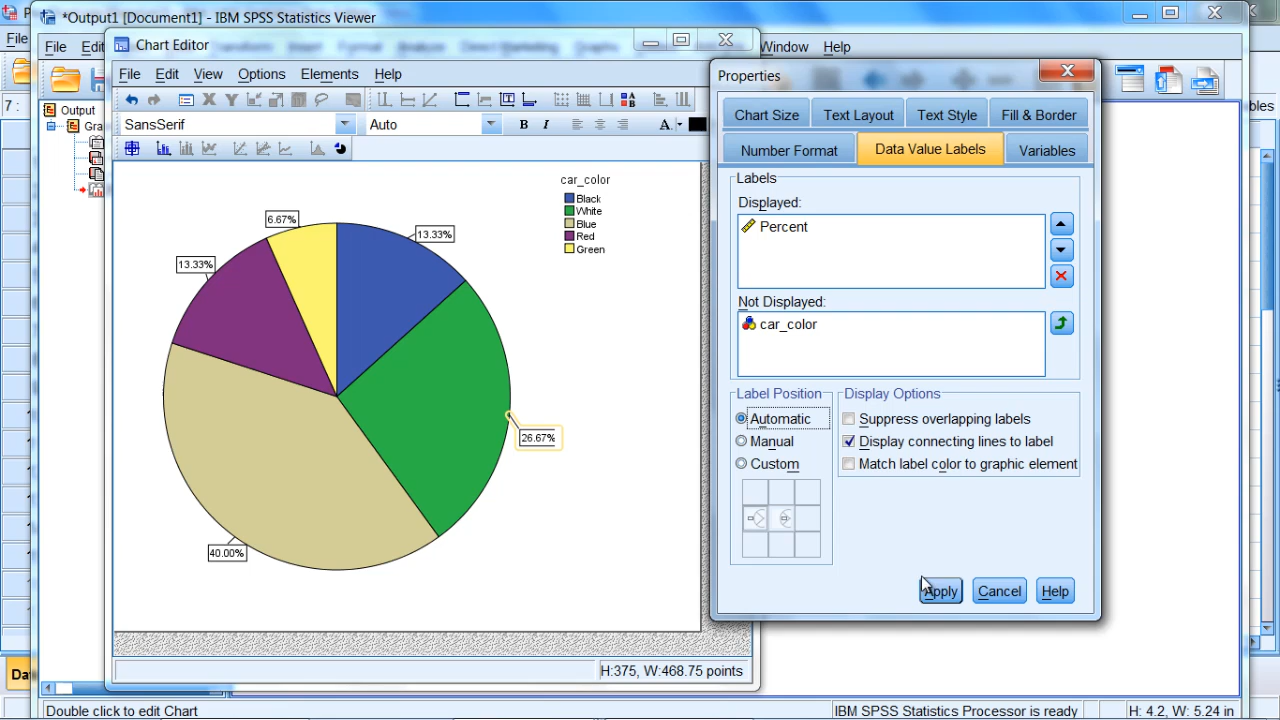 *Output1 [Document1] - IBM SPSS Statistics Viewer
File Edit Window Help
Chart Editor
File Edit View Options Elements Help
SansSerif Auto B I A
Output
Gra
7 :
Da
car_color
Black
White
Blue
Red
Green
6.67%
13.33%
13.33%
26.67%
40.00%
H:375, W:468.75 points
Properties
Chart Size Text Layout Text Style Fill & Border
Number Format Data Value Labels Variables
Labels
Displayed:
Percent
Not Displayed:
car_color
Label Position
Automatic
Manual
Custom
Display Options
Suppress overlapping labels
Display connecting lines to label
Match label color to graphic element
Apply Cancel Help
bles
Double click to edit Chart
IBM SPSS Statistics Processor is ready
H: 4.2, W: 5.24 in